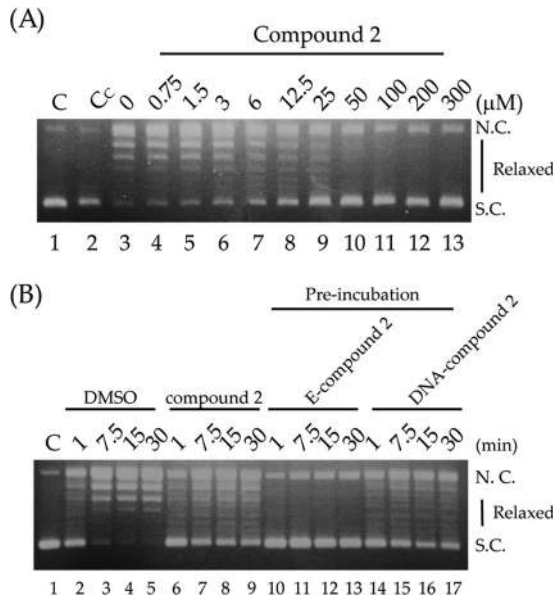 (A)
Compound 2
C Cc 0 0.75 1.5 3 6 12.5 25 50 100 200 300 (μM)
N.C.
Relaxed
S.C.
1 2 3 4 5 6 7 8 9 10 11 12 13
(B)
Pre-incubation
DMSO compound 2 E-compound 2 DNA-compound 2
C 1 7.5 15 30 1 7.5 15 30 1 7.5 15 30 1 7.5 15 30 (min)
N. C.
Relaxed
S.C.
1 2 3 4 5 6 7 8 9 10 11 12 13 14 15 16 17